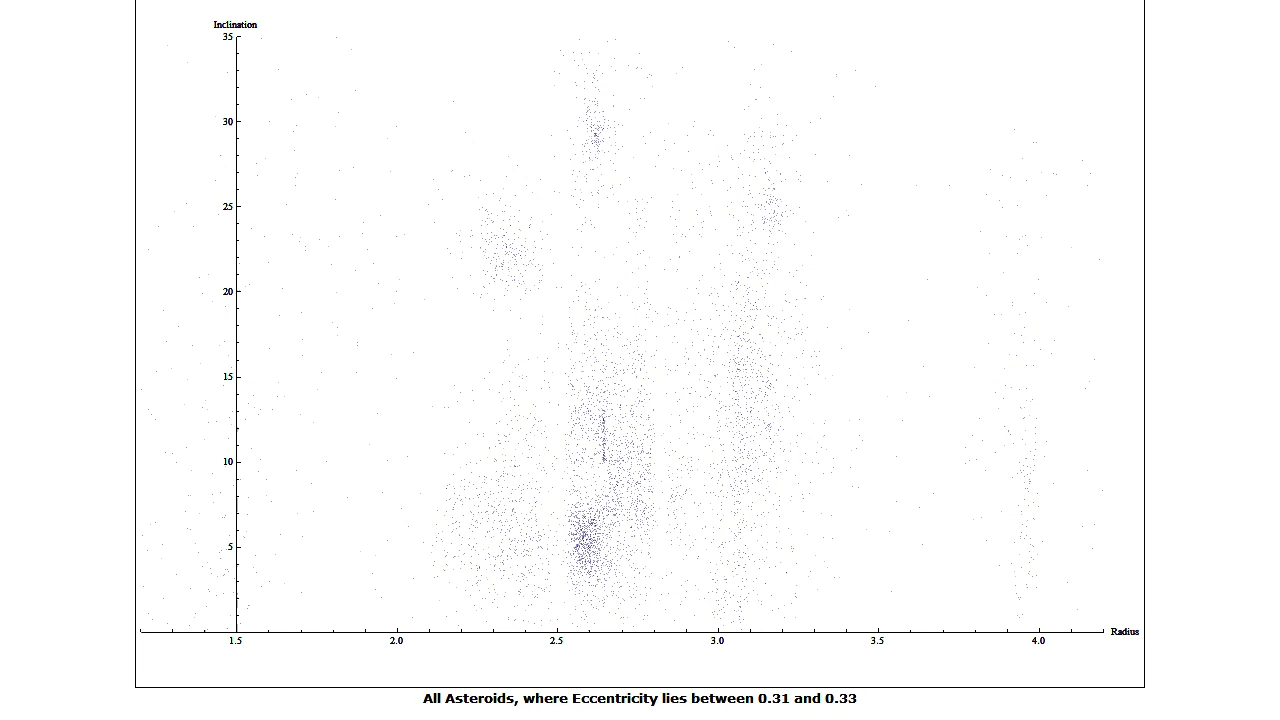 Inclination
35
30
25
20
15
10
5
1.5 2.0 2.5 3.0 3.5 4.0 Radius
All Asteroids, where Eccentricity lies between 0.31 and 0.33